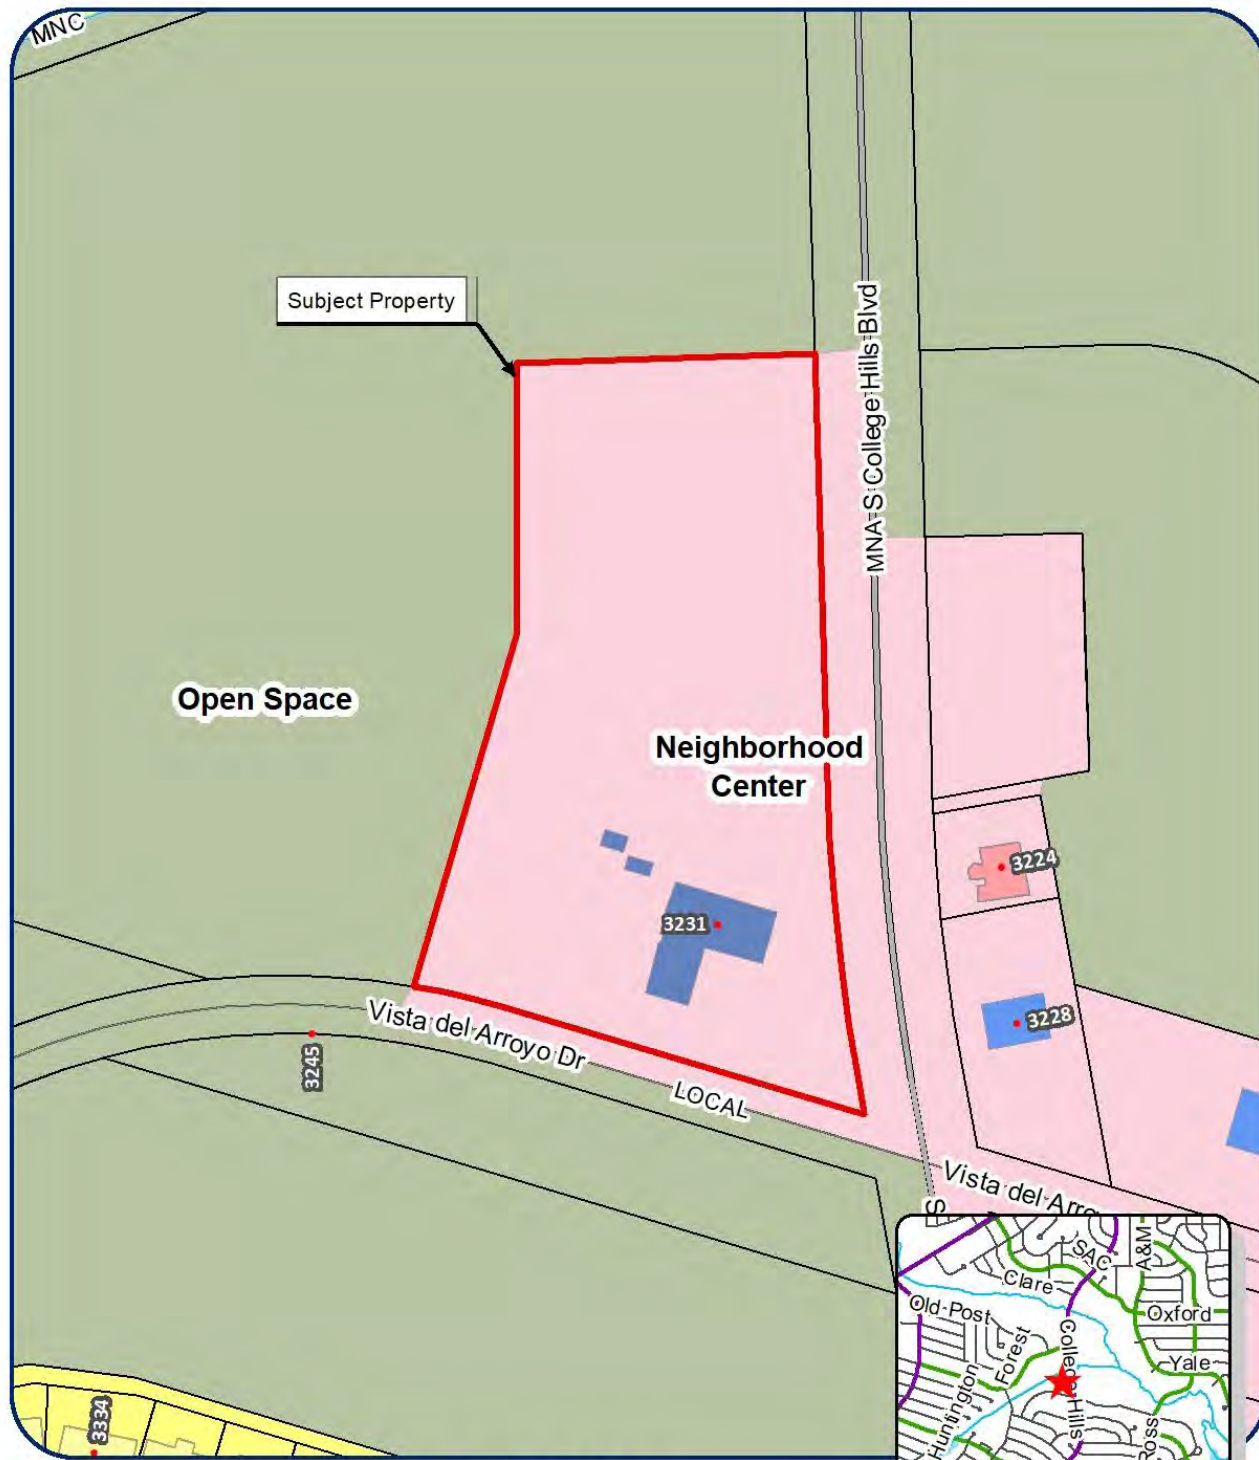 MNC
Subject Property
MNA-S College Hills Blvd
Open Space
Neighborhood
Center
3224
3231
3228
Vista del Arroyo Dr
LOCAL
3245
Vista del Arro
S
3334
SAC
A&M
Clare
Old-Post
Oxford
College-Hills
Forest
Yale
Huntington
Ross